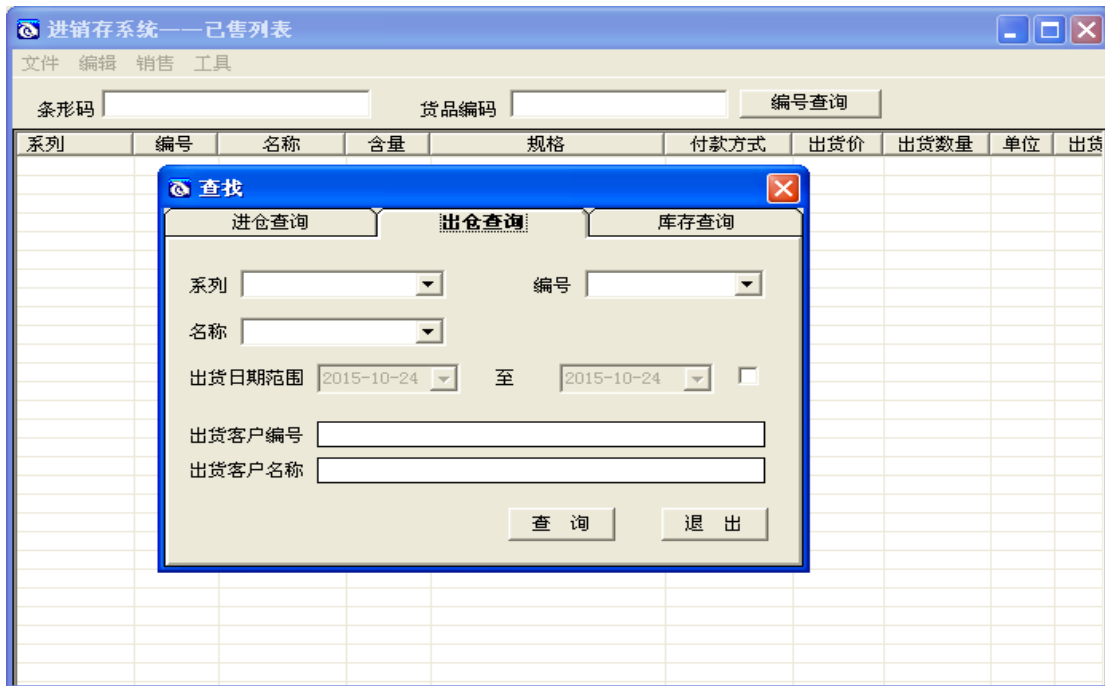 进销存系统——已售列表
文件 编辑 销售 工具
条形码 货品编码 编号查询
系列 编号 名称 含量 规格 付款方式 出货价 出货数量 单位 出货
查找
进仓查询 出仓查询 库存查询
系列 编号
名称
出货日期范围 2015-10-24 至 2015-10-24
出货客户编号
出货客户名称
查 询 退 出